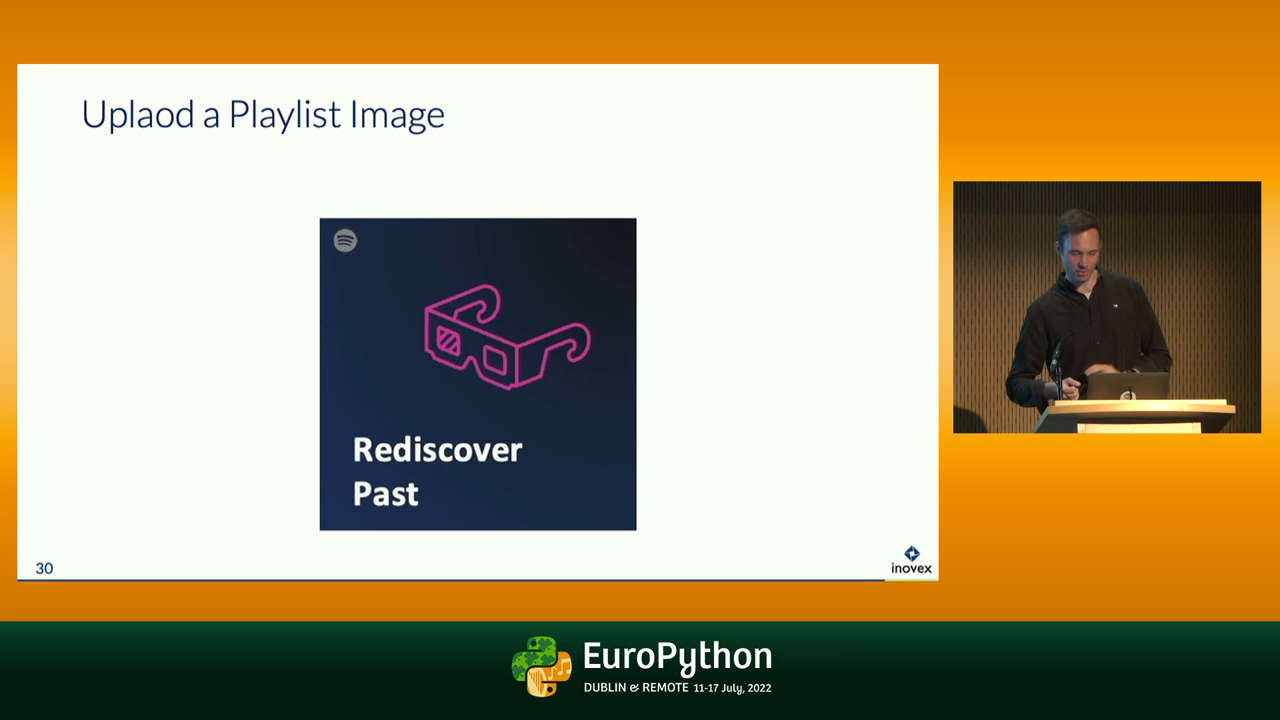 Uplaod a Playlist Image
Rediscover
Past
30
inovex
EuroPython
DUBLIN & REMOTE 11-17 July, 2022